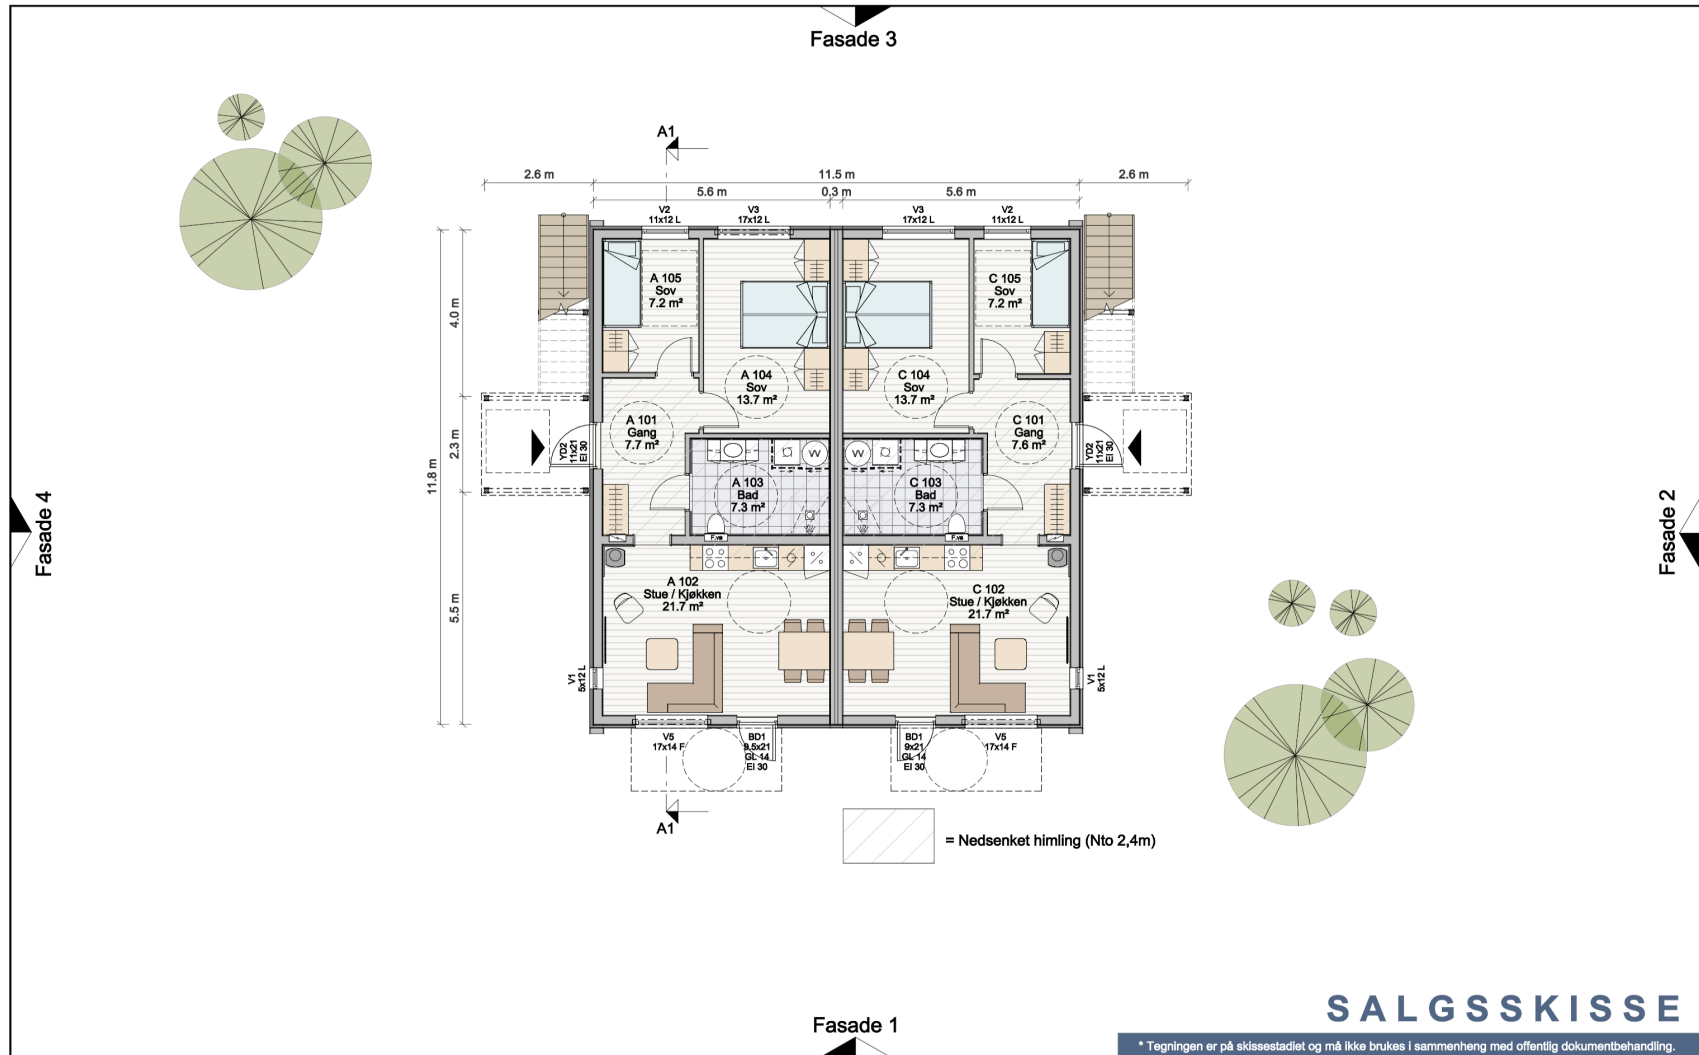 Fasade 3
A1
2.6 m
11.5 m
2.6 m
5.6 m
0.3 m
5.6 m
V2
11x12 L
V3
17x12 L
V3
17x12 L
V2
11x12 L
A 105
Sov
7.2 m²
C 105
Sov
7.2 m²
4.0 m
A 104
Sov
13.7 m²
C 104
Sov
13.7 m²
A 101
Gang
7.7 m²
C 101
Gang
7.6 m²
YD2
11x21
EI 30
YD2
11x21
EI 30
2.3 m
11.8 m
W
W
A 103
Bad
7.3 m²
C 103
Bad
7.3 m²
F.vs
F.vs
Fasade 4
Fasade 2
A 102
Stue / Kjøkken
21.7 m²
C 102
Stue / Kjøkken
21.7 m²
5.5 m
V1
5x12 L
V1
5x12 L
V5
17x14 F
BD1
9,5x21
GL 14
EI 30
BD1
9x21
GL 14
EI 30
V5
17x14 F
A1
= Nedsenket himling (Nto 2,4m)
SALGSSKISSE
Fasade 1
* Tegningen er på skissestadiet og må ikke brukes i sammenheng med offentlig dokumentbehandling.